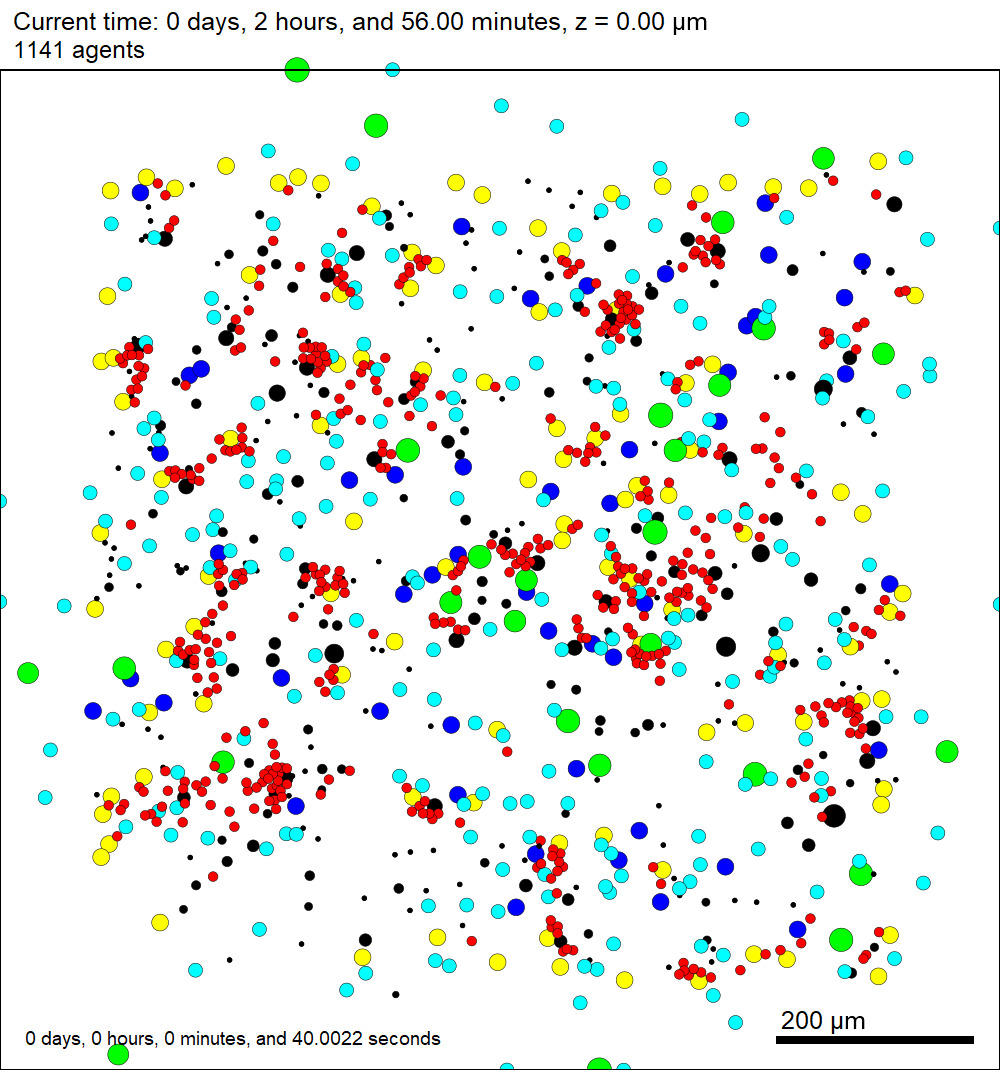 Current time: 0 days, 2 hours, and 56.00 minutes, z = 0.00 μm
1141 agents
200 μm
0 days, 0 hours, 0 minutes, and 40.0022 seconds